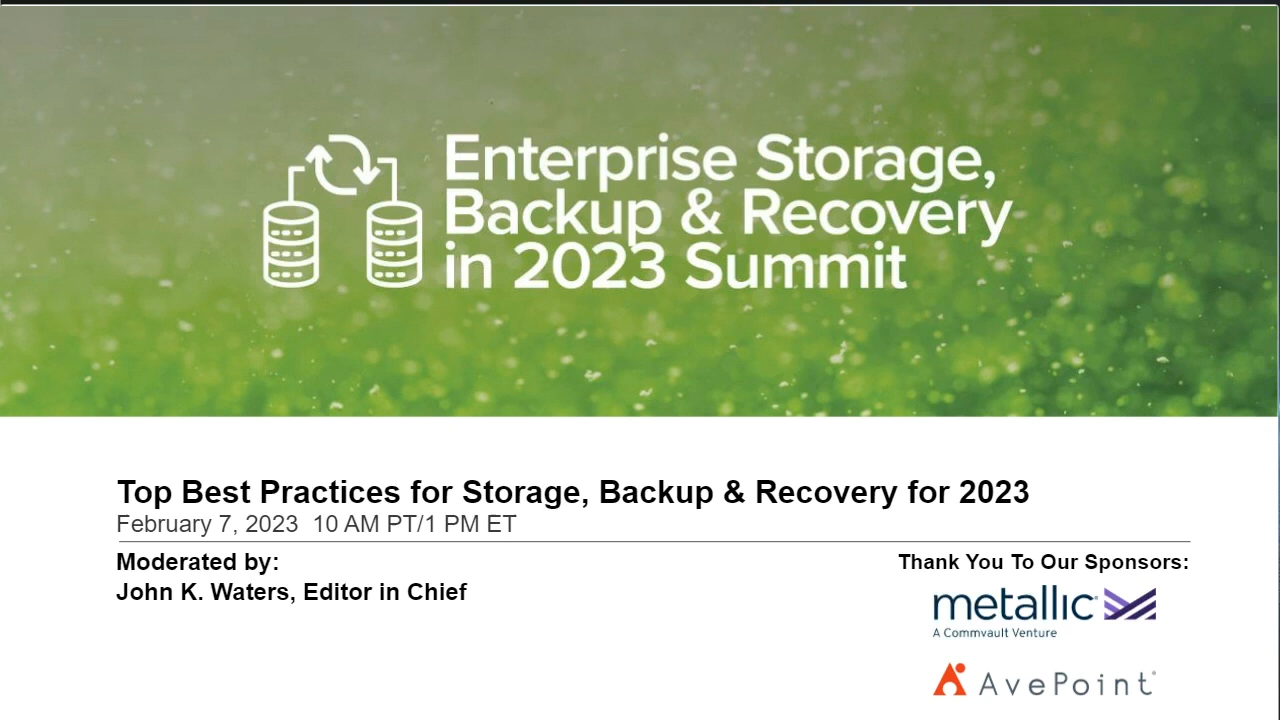 Enterprise Storage,
Backup & Recovery
in 2023 Summit
Top Best Practices for Storage, Backup & Recovery for 2023
February 7, 2023 10 AM PT/1 PM ET
Moderated by:
John K. Waters, Editor in Chief
Thank You To Our Sponsors:
metallic
A Commvault Venture
AvePoint